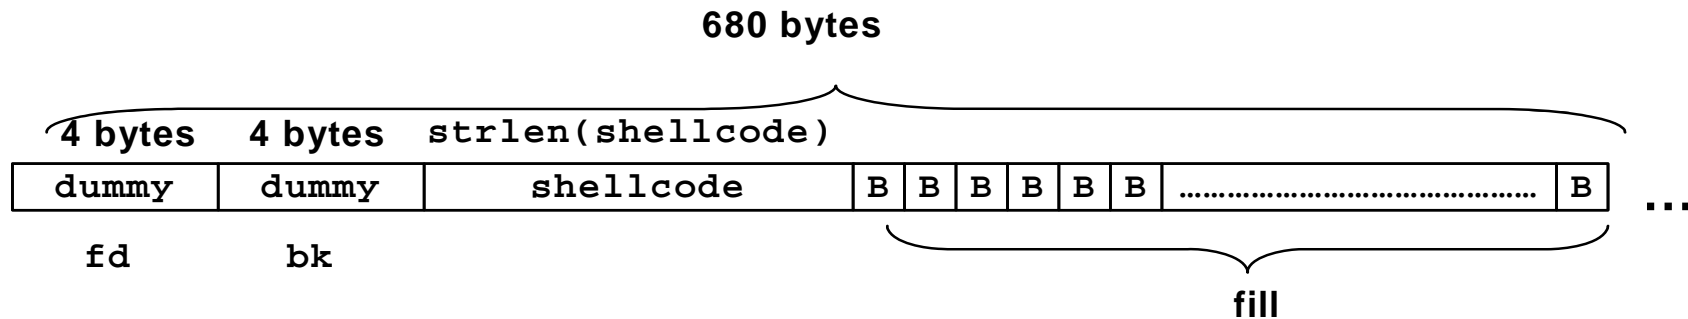 680 bytes
4 bytes 4 bytes strlen(shellcode)
dummy dummy shellcode B B B B B B ………………………………………… B ...
fd bk
fill